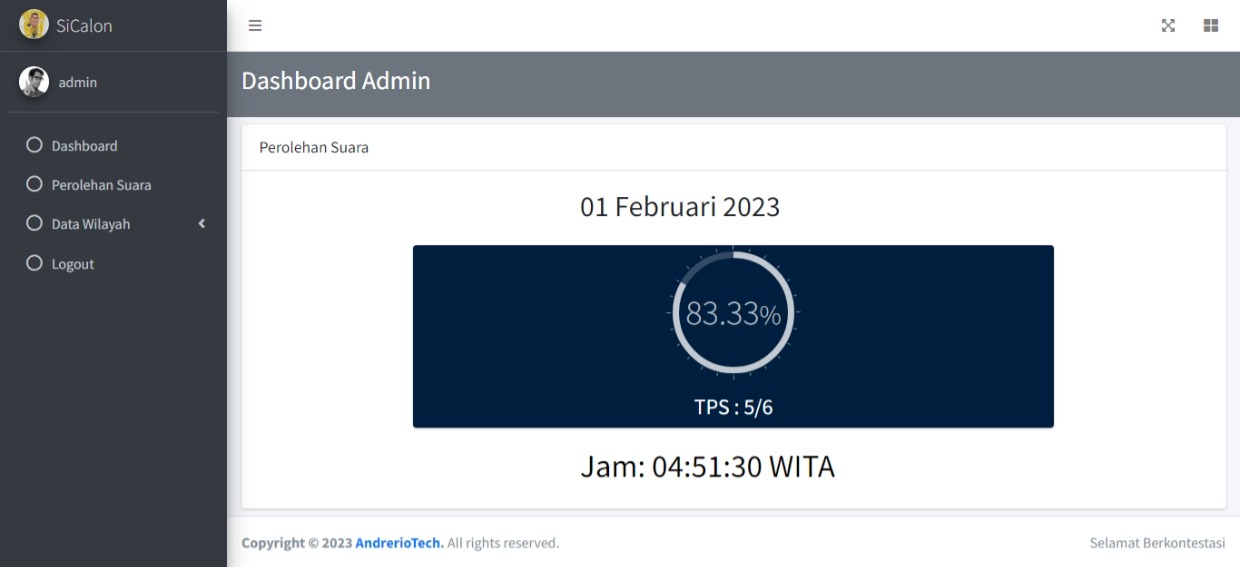 SiCalon
admin
Dashboard
Perolehan Suara
Data Wilayah
Logout
Dashboard Admin
Perolehan Suara
01 Februari 2023
83.33%
TPS : 5/6
Jam: 04:51:30 WITA
Copyright © 2023 AndrerioTech. All rights reserved.
Selamat Berkontestasi